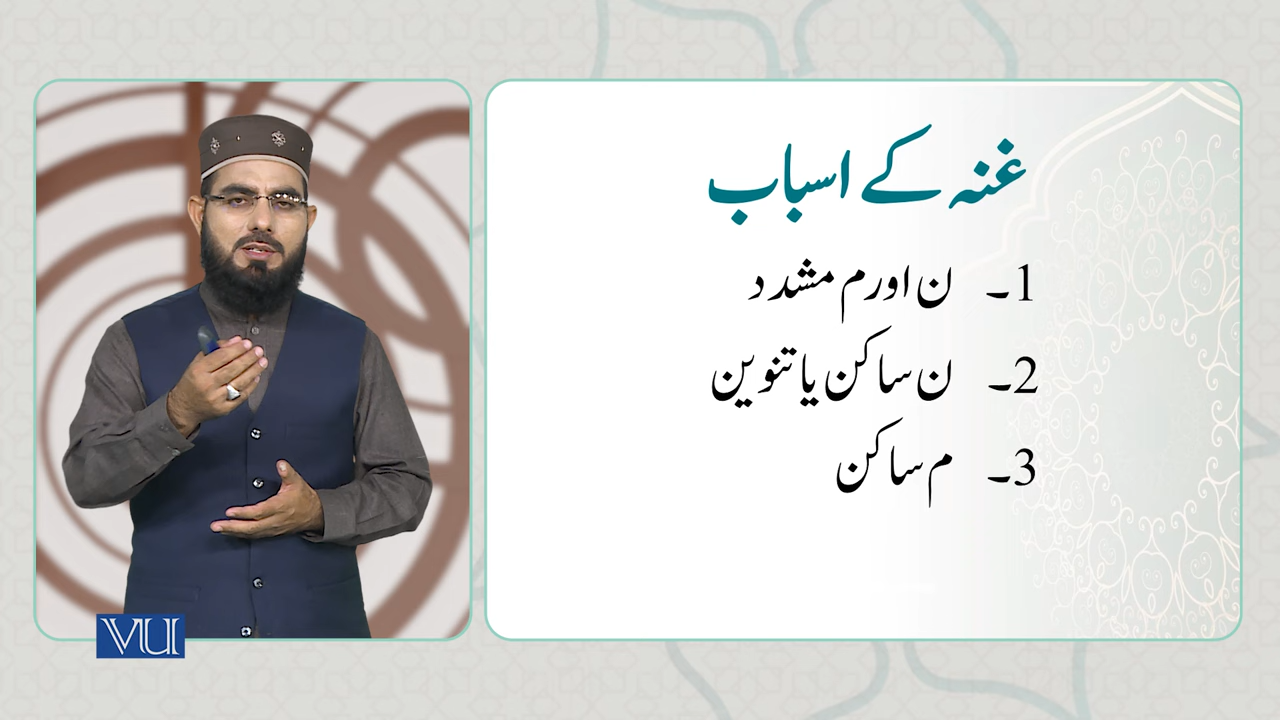 غنہ کے اسباب
1۔ ن اور م مشدد
2۔ ن ساکن یا تنوین
3۔ م ساکن
VU